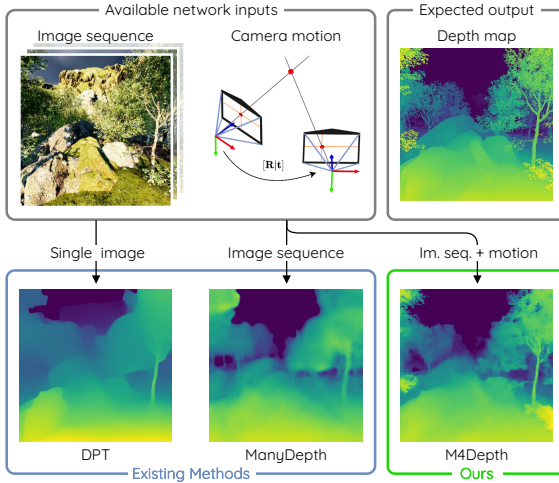 Available network inputs
Expected output
Image sequence
Camera motion
Depth map
[R|t]
Single image
Image sequence
Im. seq. + motion
DPT
ManyDepth
M4Depth
Existing Methods
Ours